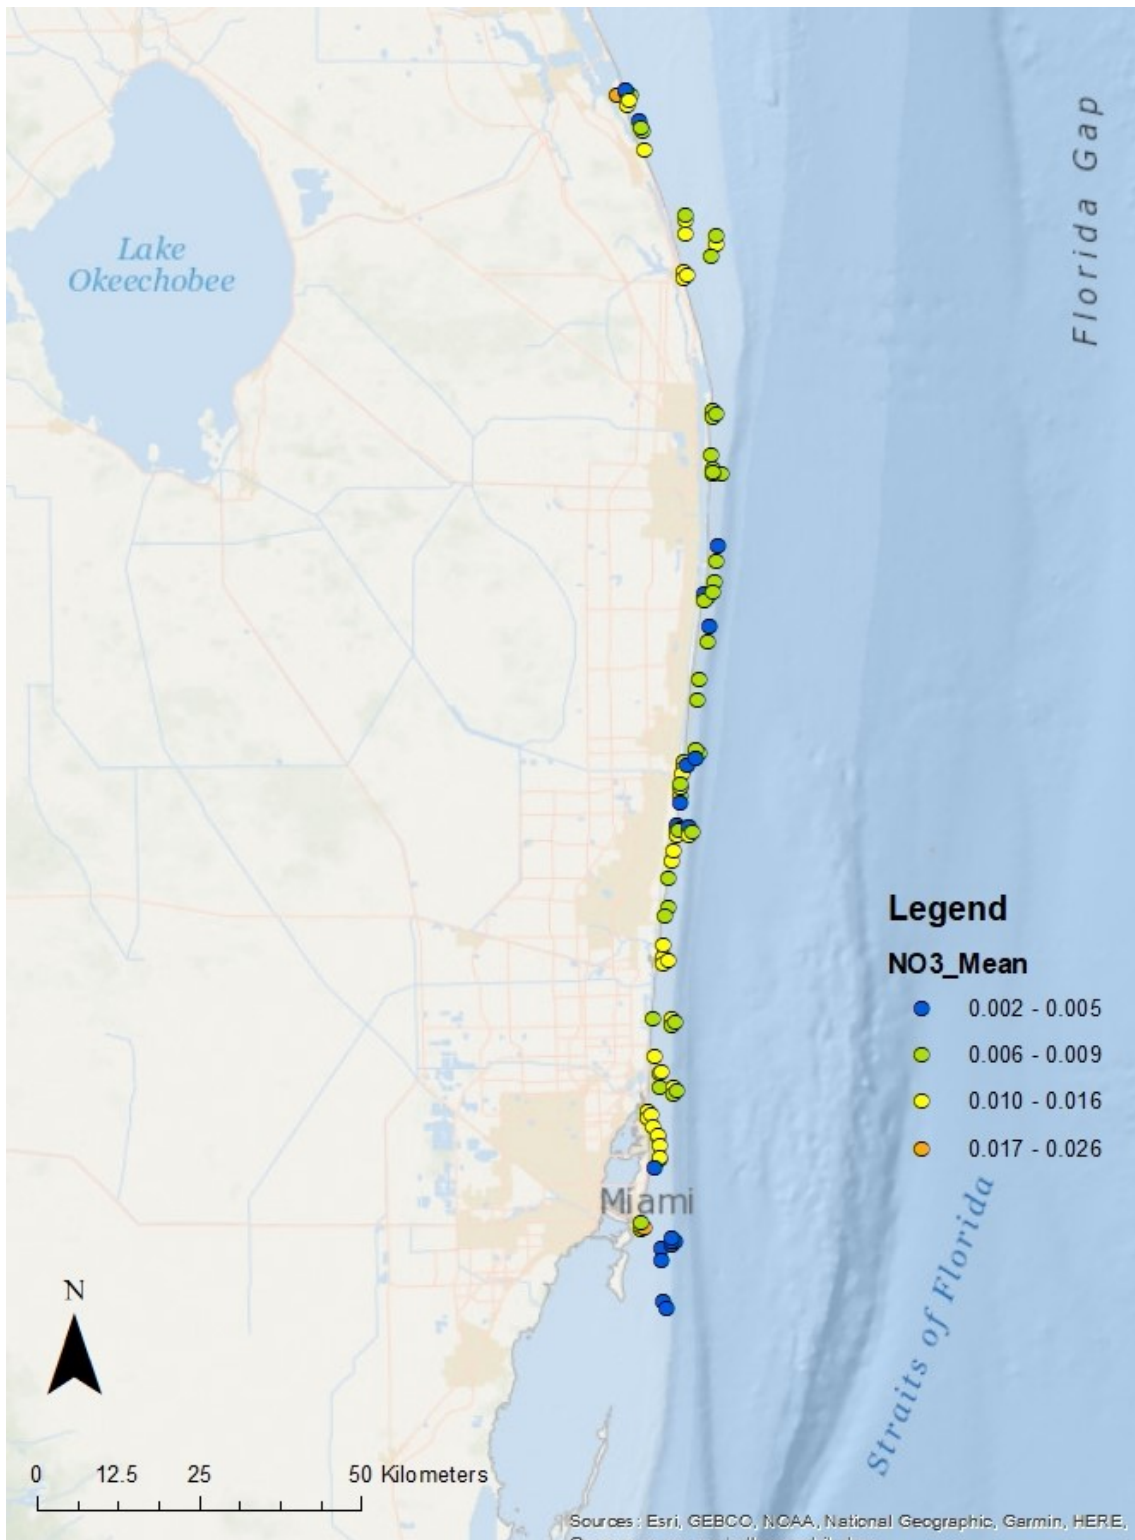 Florida Gap
Lake
Okeechobee
Legend
NO3_Mean
0.002 - 0.005
0.006 - 0.009
0.010 - 0.016
0.017 - 0.026
Miami
Straits of Florida
N
0 12.5 25 50 Kilometers
Sources: Esri, GEBCO, NOAA, National Geographic, Garmin, HERE,